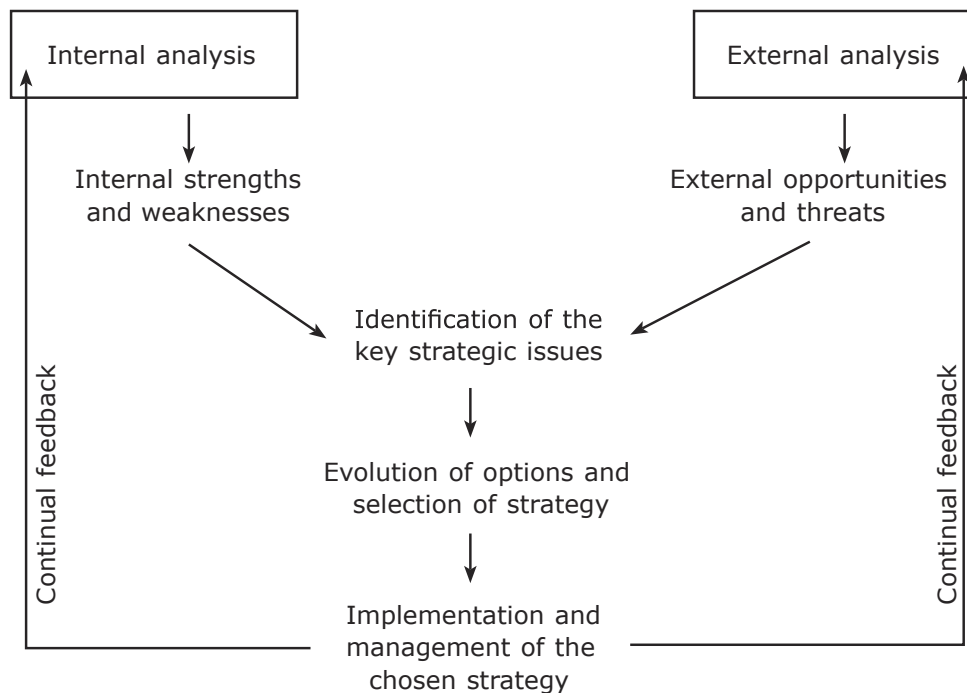 Internal analysis
External analysis
Internal strengths
and weaknesses
External opportunities
and threats
Identification of the
key strategic issues
Continual feedback
Continual feedback
Evolution of options and
selection of strategy
Implementation and
management of the
chosen strategy